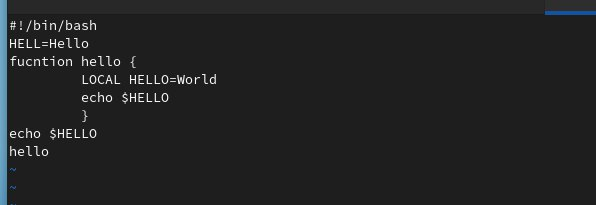 #!/bin/bash
HELL=Hello
fucntion hello {
        LOCAL HELLO=World
        echo $HELLO
        }
echo $HELLO
hello
~
~